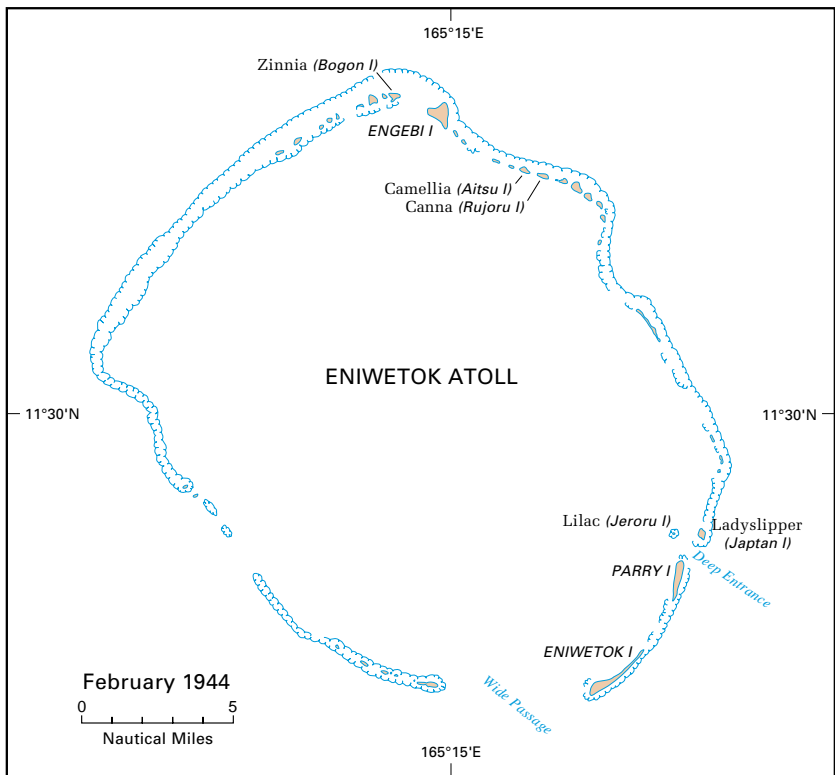 165°15'E
Zinnia (Bogon I)
ENGEBI I
Camellia (Aitsu I)
Canna (Rujoru I)
ENIWETOK ATOLL
11°30'N
11°30'N
Lilac (Jeroru I)
Ladyslipper
(Japtan I)
PARRY I
Deep Entrance
ENIWETOK I
Wide Passage
February 1944
0 5
Nautical Miles
165°15'E